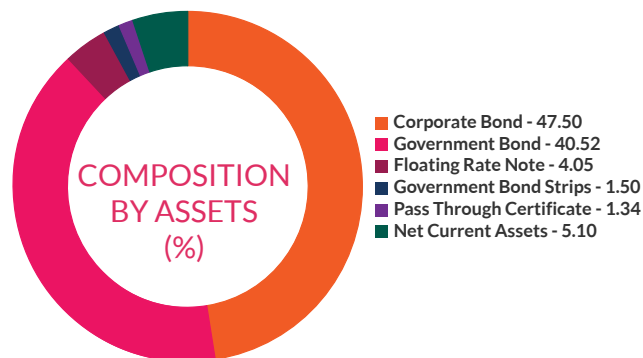 COMPOSITION
BY ASSETS
(%)
Corporate Bond - 47.50
Government Bond - 40.52
Floating Rate Note - 4.05
Government Bond Strips - 1.50
Pass Through Certificate - 1.34
Net Current Assets - 5.10